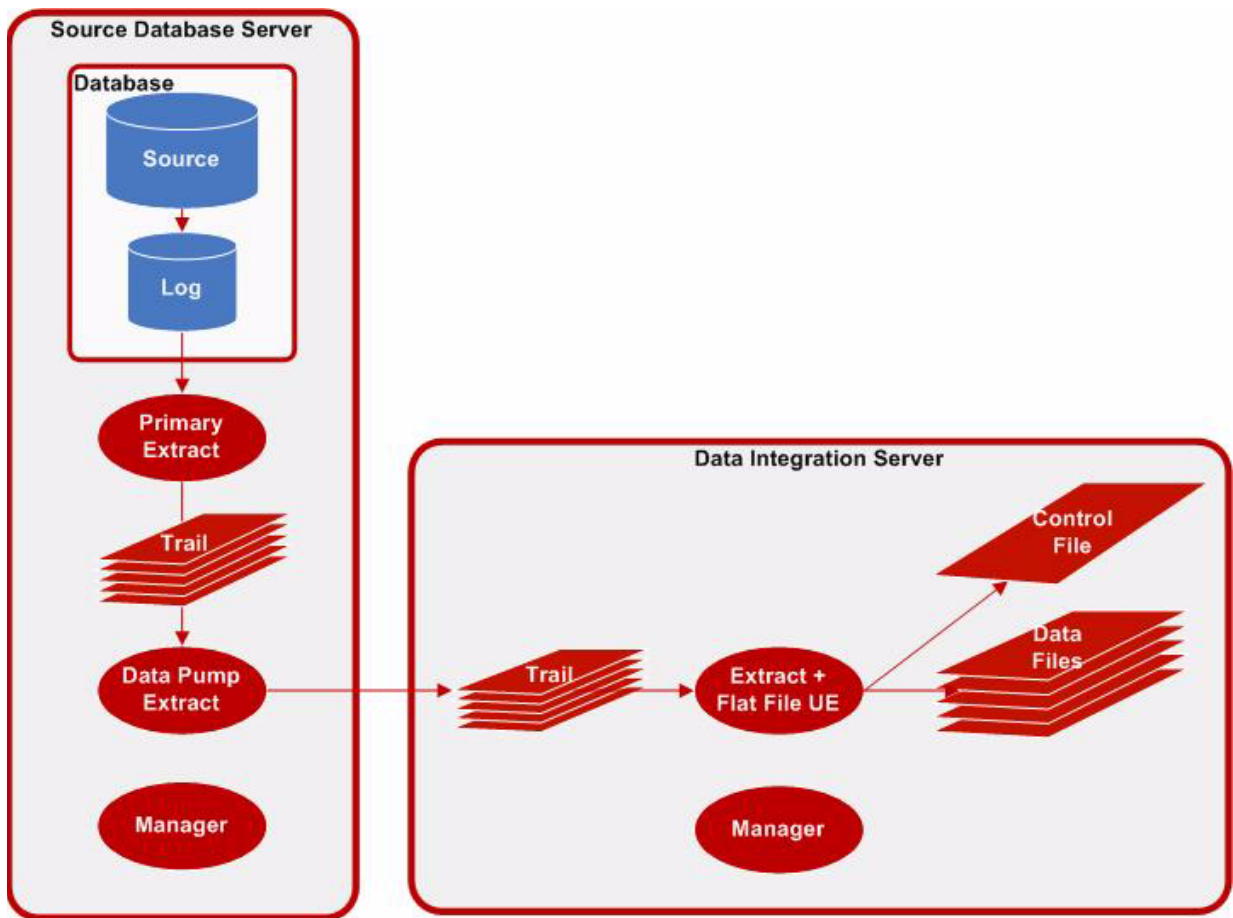 Source Database Server
Database
Source
Log
Primary
Extract
Trail
Data Pump
Extract
Manager
Data Integration Server
Control
File
Data
Files
Trail
Extract +
Flat File UE
Manager